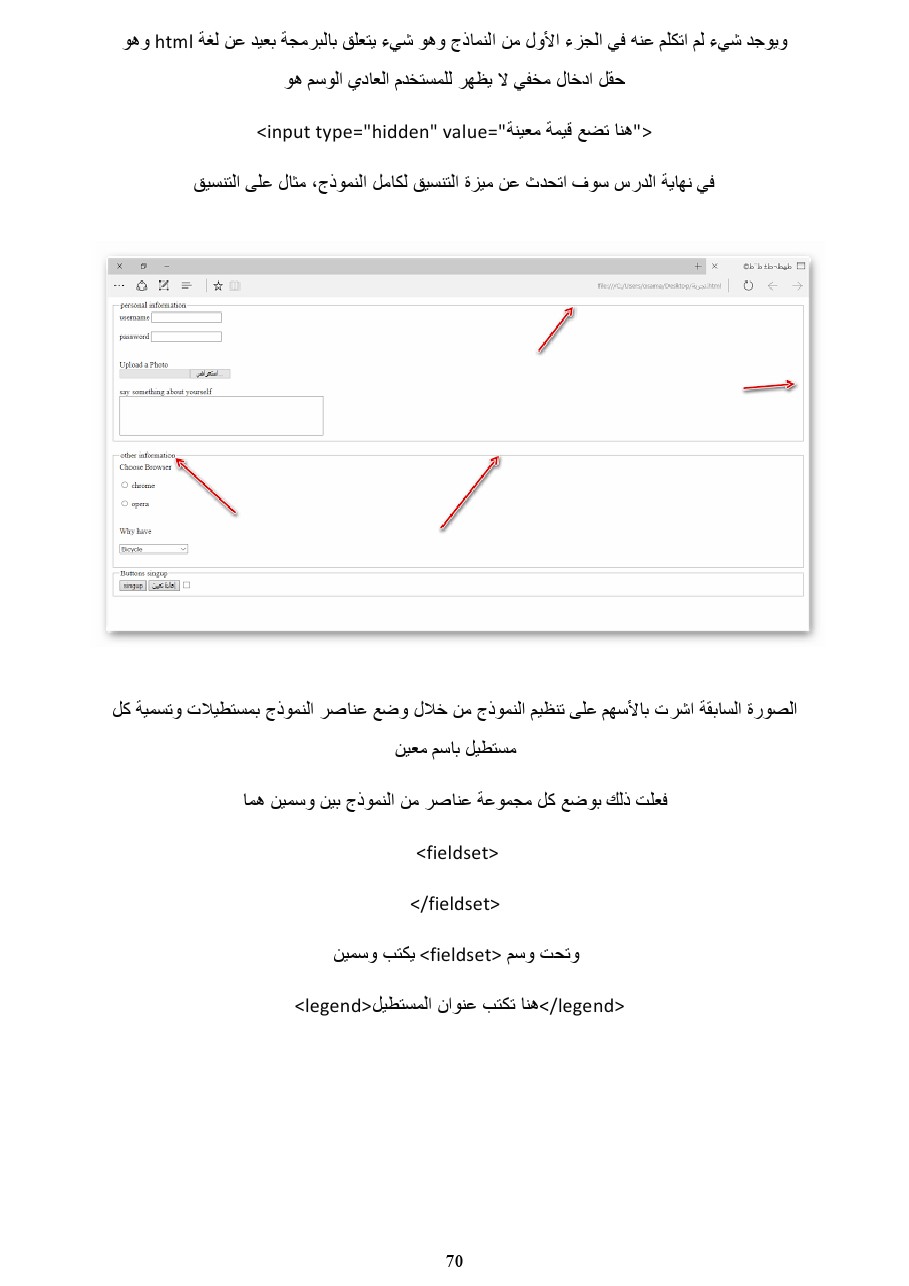 ويوجد شيء لم اتكلم عنه في الجزء الأول من النماذج وهو شيء يتعلق بالبرمجة بعيد عن لغة html وهو
حقل ادخال مخفي لا يظهر للمستخدم العادي الوسم هو
<input type="hidden" value="هنا تضع قيمة معينة">
في نهاية الدرس سوف اتحدث عن ميزة التنسيق لكامل النموذج، مثال على التنسيق
file:///C:/Users/osama/Desktop/تجربة.html
personal information
username
password
Upload a Photo
استعراض...
say something about yourself
other information
Choose Browser
chrome
opera
Why have
Bicycle
Buttons singup
singup
الصورة السابقة اشرت بالأسهم على تنظيم النموذج من خلال وضع عناصر النموذج بمستطيلات وتسمية كل
مستطيل باسم معين
فعلت ذلك بوضع كل مجموعة عناصر من النموذج بين وسمين هما
<fieldset>
</fieldset>
وتحت وسم <fieldset> يكتب وسمين
<legend>هنا تكتب عنوان المستطيل</legend>
70